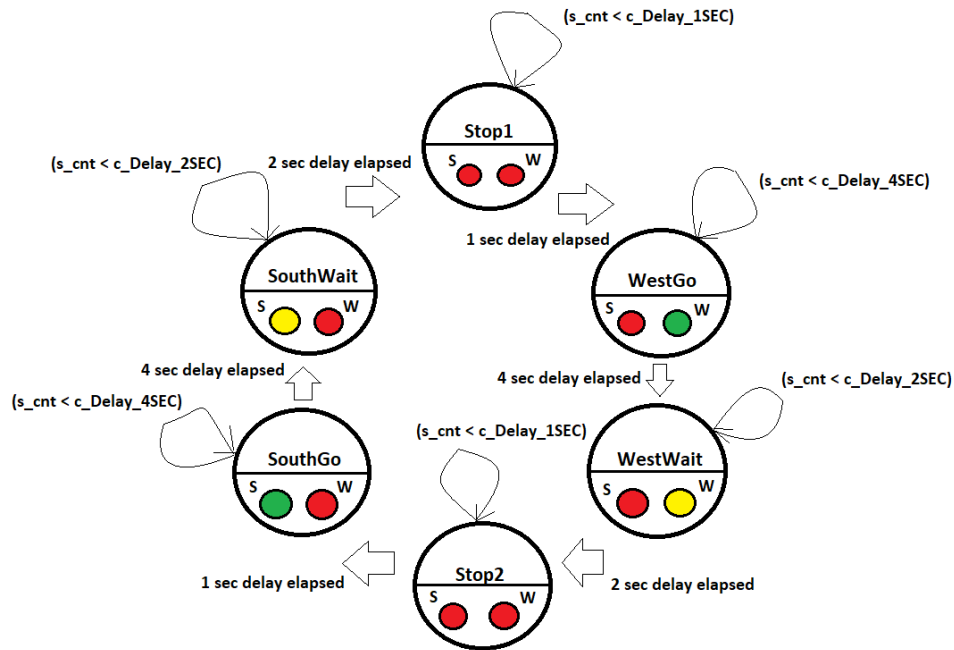 (s_cnt < c_Delay_1SEC)
Stop1
S W
(s_cnt < c_Delay_2SEC)
2 sec delay elapsed
(s_cnt < c_Delay_4SEC)
1 sec delay elapsed
SouthWait
S W
WestGo
S W
4 sec delay elapsed
4 sec delay elapsed
(s_cnt < c_Delay_2SEC)
(s_cnt < c_Delay_4SEC)
(s_cnt < c_Delay_1SEC)
SouthGo
S W
WestWait
S W
1 sec delay elapsed
Stop2
S W
2 sec delay elapsed